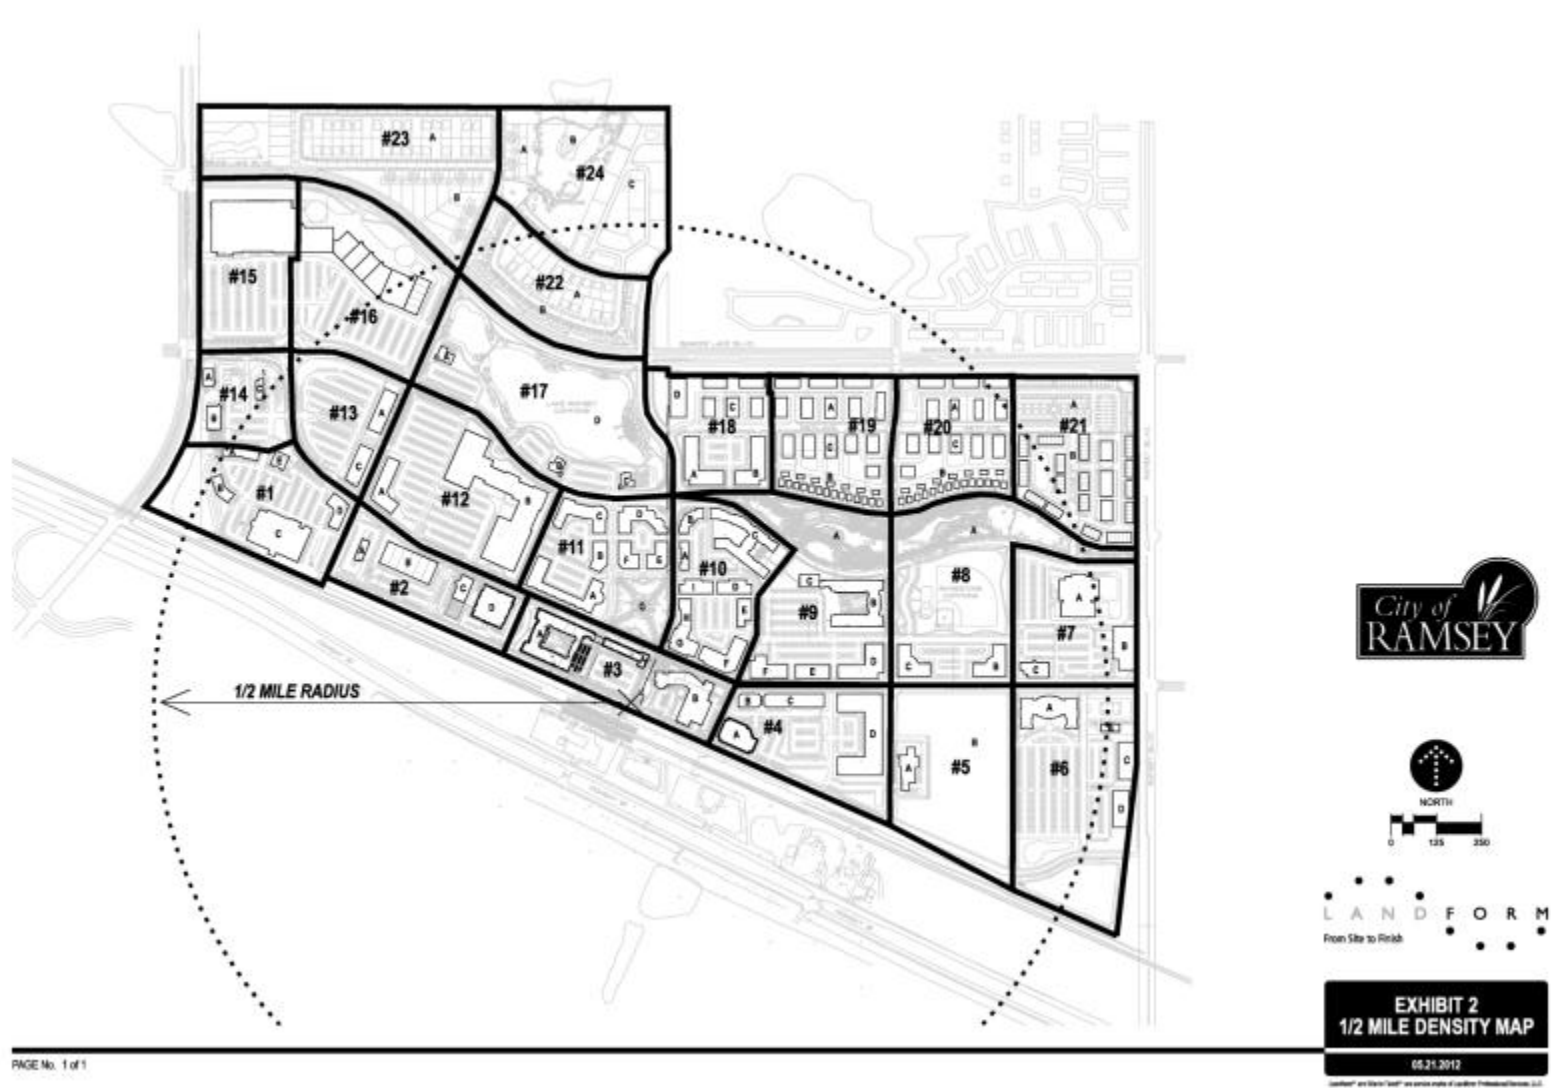 #23
A
B
A
B
#24
C
#15
#16
#22
A
B
#17
#14
A
B
#13
A
C
#18
D
C
A
B
#19
A
C
B
#20
A
C
B
#21
A
B
#1
C
#12
A
B
#11
C
D
B
F
E
A
G
#10
B
C
A
I
D
E
H
G
F
#2
B
C
D
#3
B
#9
A
C
B
D
E
F
#8
A
C
B
#7
A
B
C
1/2 MILE RADIUS
#4
A
B
C
D
#5
A
B
#6
A
C
D
City of
RAMSEY
NORTH
0 125 250
LANDFORM
From Site to Finish
EXHIBIT 2
1/2 MILE DENSITY MAP
05.21.2012
PAGE No. 1 of 1